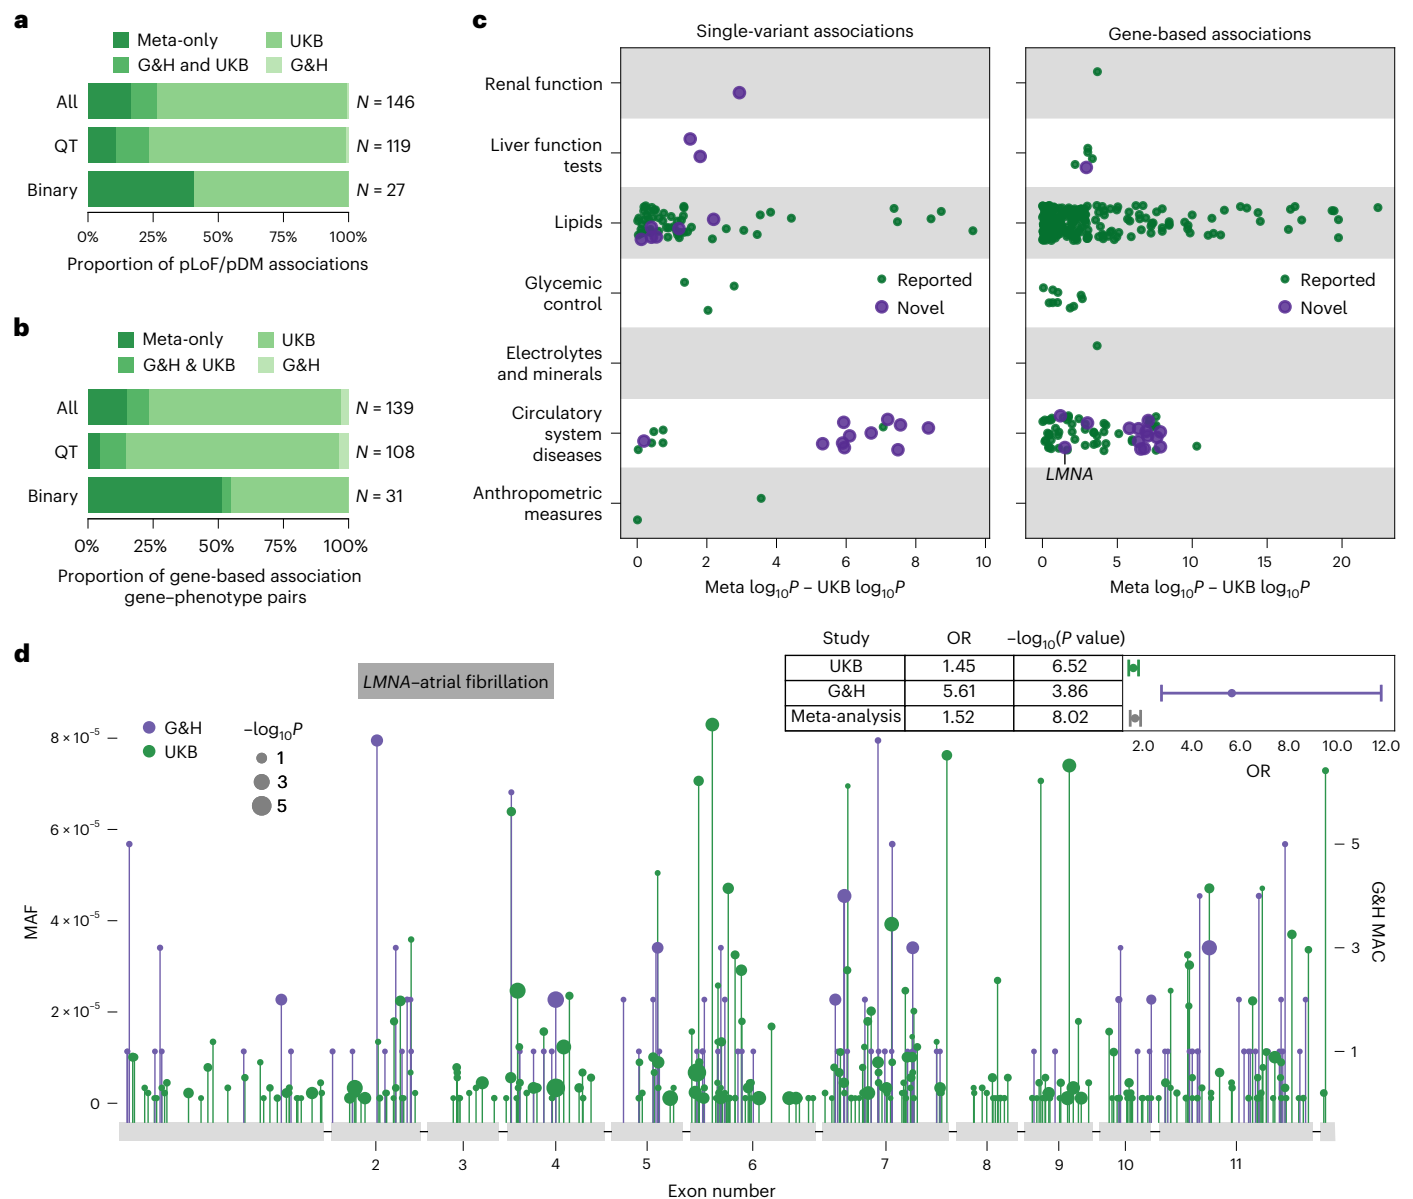 a
Meta-only
UKB
G&H and UKB
G&H
All
N = 146
QT
N = 119
Binary
N = 27
0%
25%
50%
75%
100%
Proportion of pLoF/pDM associations
b
Meta-only
UKB
G&H & UKB
G&H
All
N = 139
QT
N = 108
Binary
N = 31
0%
25%
50%
75%
100%
Proportion of gene-based association
gene–phenotype pairs
c
Single-variant associations
Gene-based associations
Renal function
Liver function
tests
Lipids
Glycemic
control
Electrolytes
and minerals
Circulatory
system
diseases
Anthropometric
measures
Reported
Novel
Reported
Novel
LMNA
0
2
4
6
8
10
Meta log₁₀P – UKB log₁₀P
0
5
10
15
20
Meta log₁₀P – UKB log₁₀P
d
LMNA–atrial fibrillation
Study OR –log₁₀(P value)
UKB 1.45 6.52
G&H 5.61 3.86
Meta-analysis 1.52 8.02
2.0
4.0
6.0
8.0
10.0
12.0
OR
G&H
UKB
–log₁₀P
1
3
5
MAF
8 × 10⁻⁵
6 × 10⁻⁵
4 × 10⁻⁵
2 × 10⁻⁵
0
5
3
1
G&H MAC
2
3
4
5
6
7
8
9
10
11
Exon number